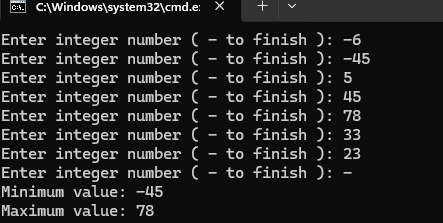 C:\Windows\system32\cmd.e
Enter integer number ( - to finish ): -6
Enter integer number ( - to finish ): -45
Enter integer number ( - to finish ): 5
Enter integer number ( - to finish ): 45
Enter integer number ( - to finish ): 78
Enter integer number ( - to finish ): 33
Enter integer number ( - to finish ): 23
Enter integer number ( - to finish ): -
Minimum value: -45
Maximum value: 78